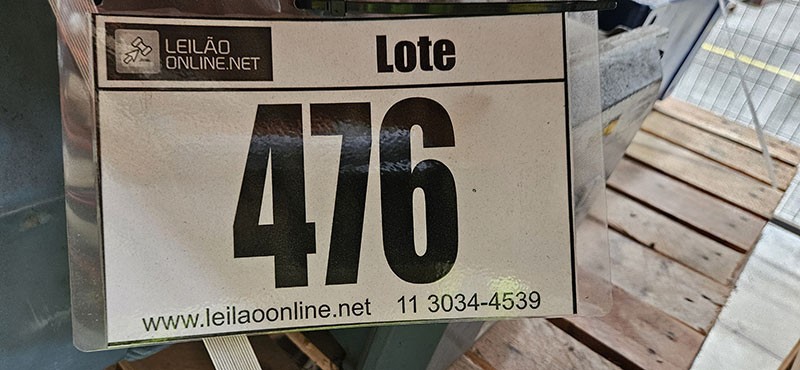 LEILÃO
ONLINE.NET
Lote
476
www.leilaoonline.net 11 3034-4539